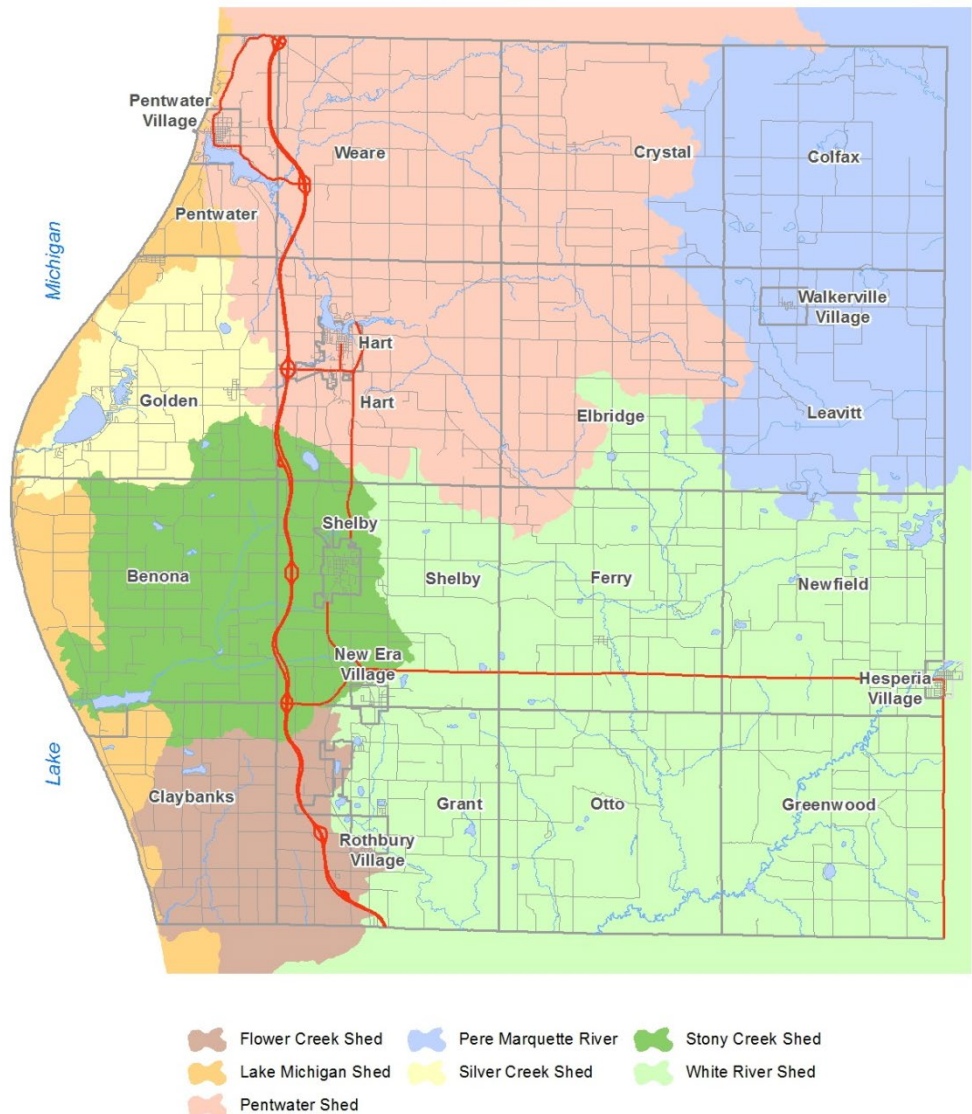 Pentwater
Village
Weare
Crystal
Colfax
Pentwater
Michigan
Walkerville
Village
Hart
Golden
Hart
Elbridge
Leavitt
Shelby
Benona
Shelby
Ferry
Newfield
New Era
Village
Hesperia
Village
Lake
Claybanks
Grant
Otto
Greenwood
Rothbury
Village
Flower Creek Shed
Pere Marquette River
Stony Creek Shed
Lake Michigan Shed
Silver Creek Shed
White River Shed
Pentwater Shed